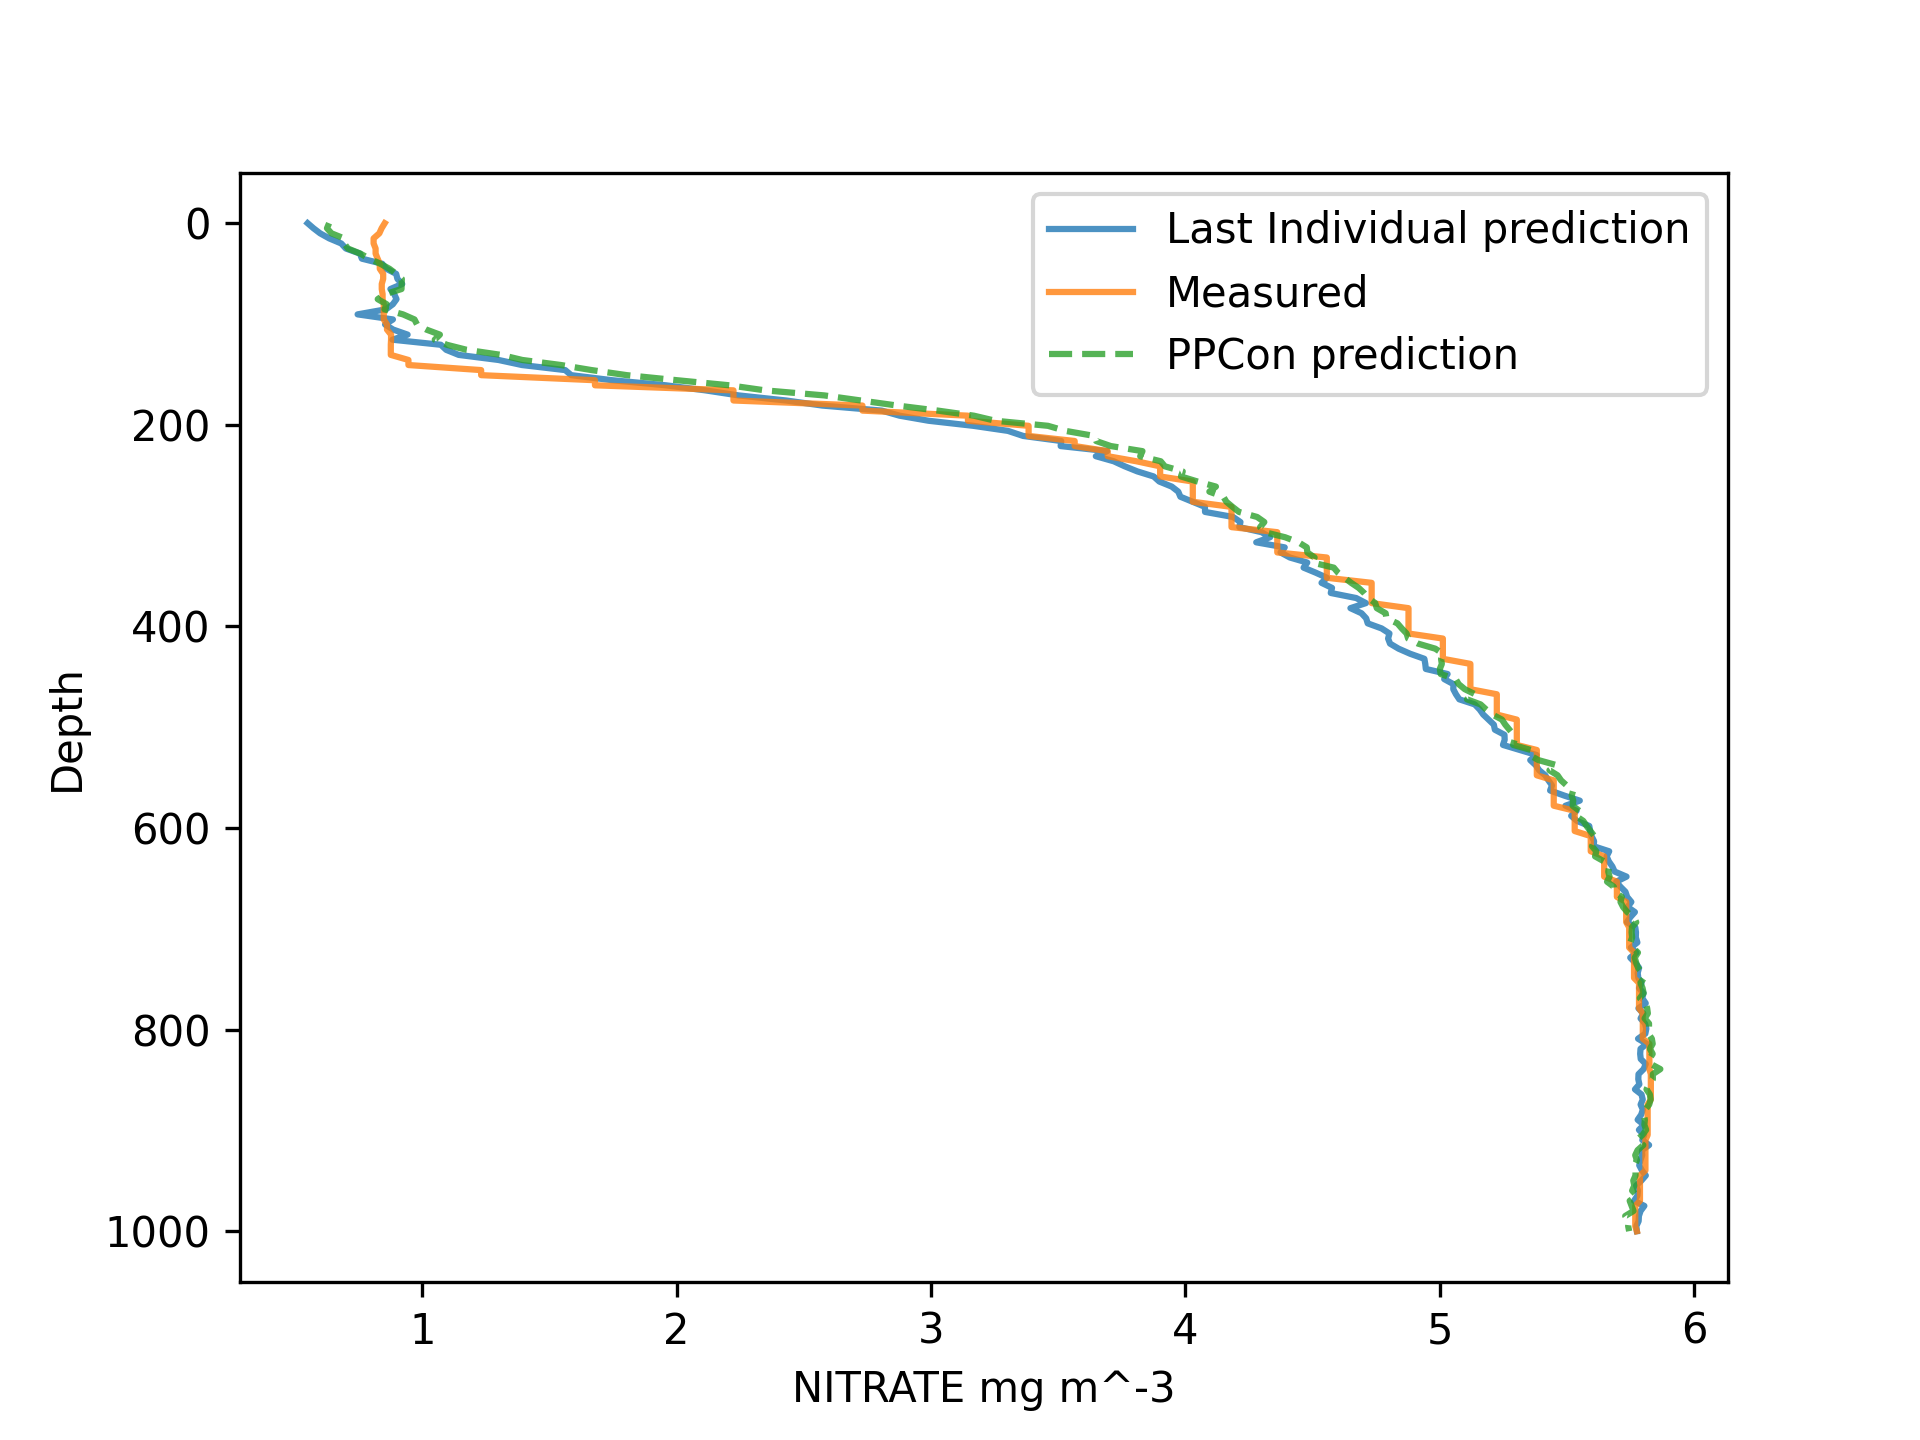 Last Individual prediction
Measured
PPCon prediction
0
200
400
600
800
1000
Depth
1 2 3 4 5 6
NITRATE mg m^-3